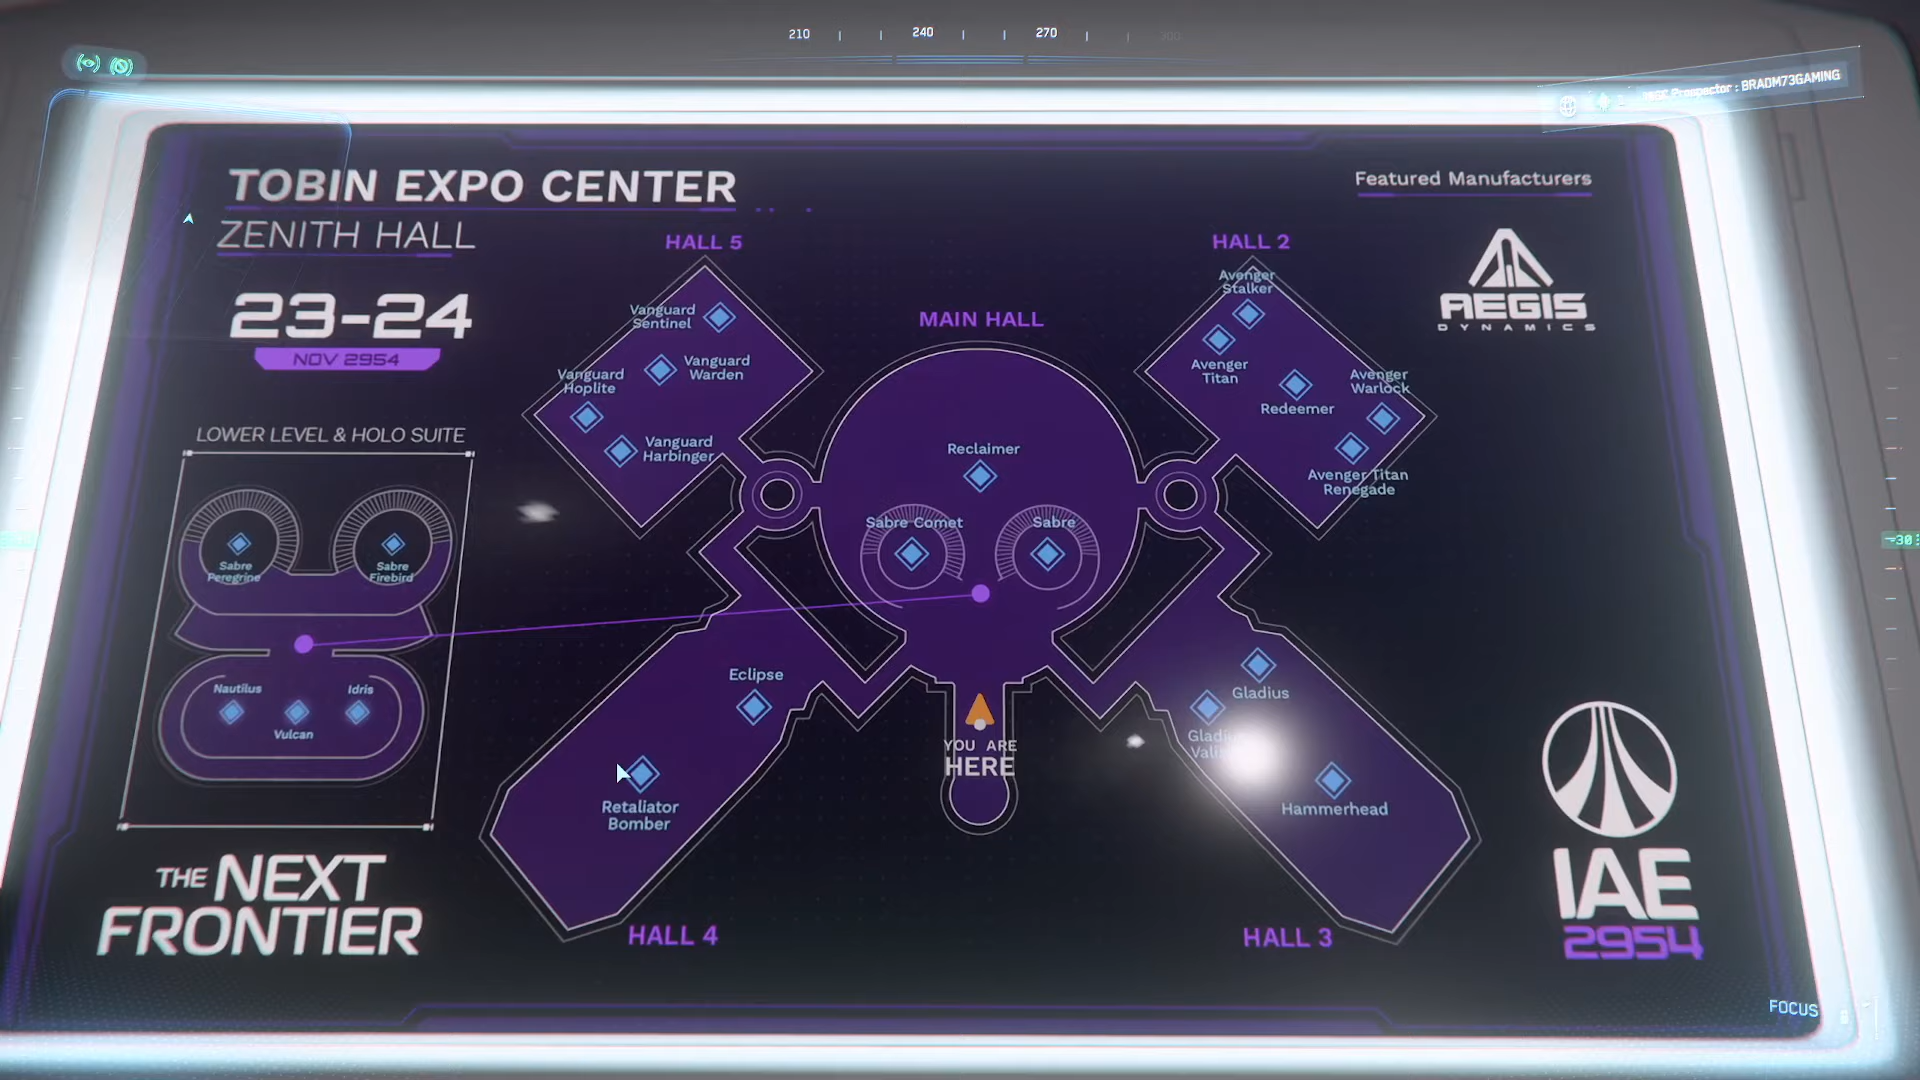 210
240
270
300
Prospector : BRADM73GAMING
TOBIN EXPO CENTER
ZENITH HALL
23-24
NOV 2954
Featured Manufacturers
AEGIS
DYNAMICS
HALL 5
Vanguard
Sentinel
Vanguard
Warden
Vanguard
Hoplite
Vanguard
Harbinger
MAIN HALL
Reclaimer
Sabre Comet
Sabre
HALL 2
Avenger
Stalker
Avenger
Titan
Redeemer
Avenger
Warlock
Avenger Titan
Renegade
LOWER LEVEL & HOLO SUITE
Sabre
Peregrine
Sabre
Firebird
Nautilus
Vulcan
Idris
Eclipse
Retaliator
Bomber
HALL 4
YOU ARE
HERE
Gladius
Hammerhead
HALL 3
THE NEXT
FRONTIER
IAE
2954
-30
FOCUS